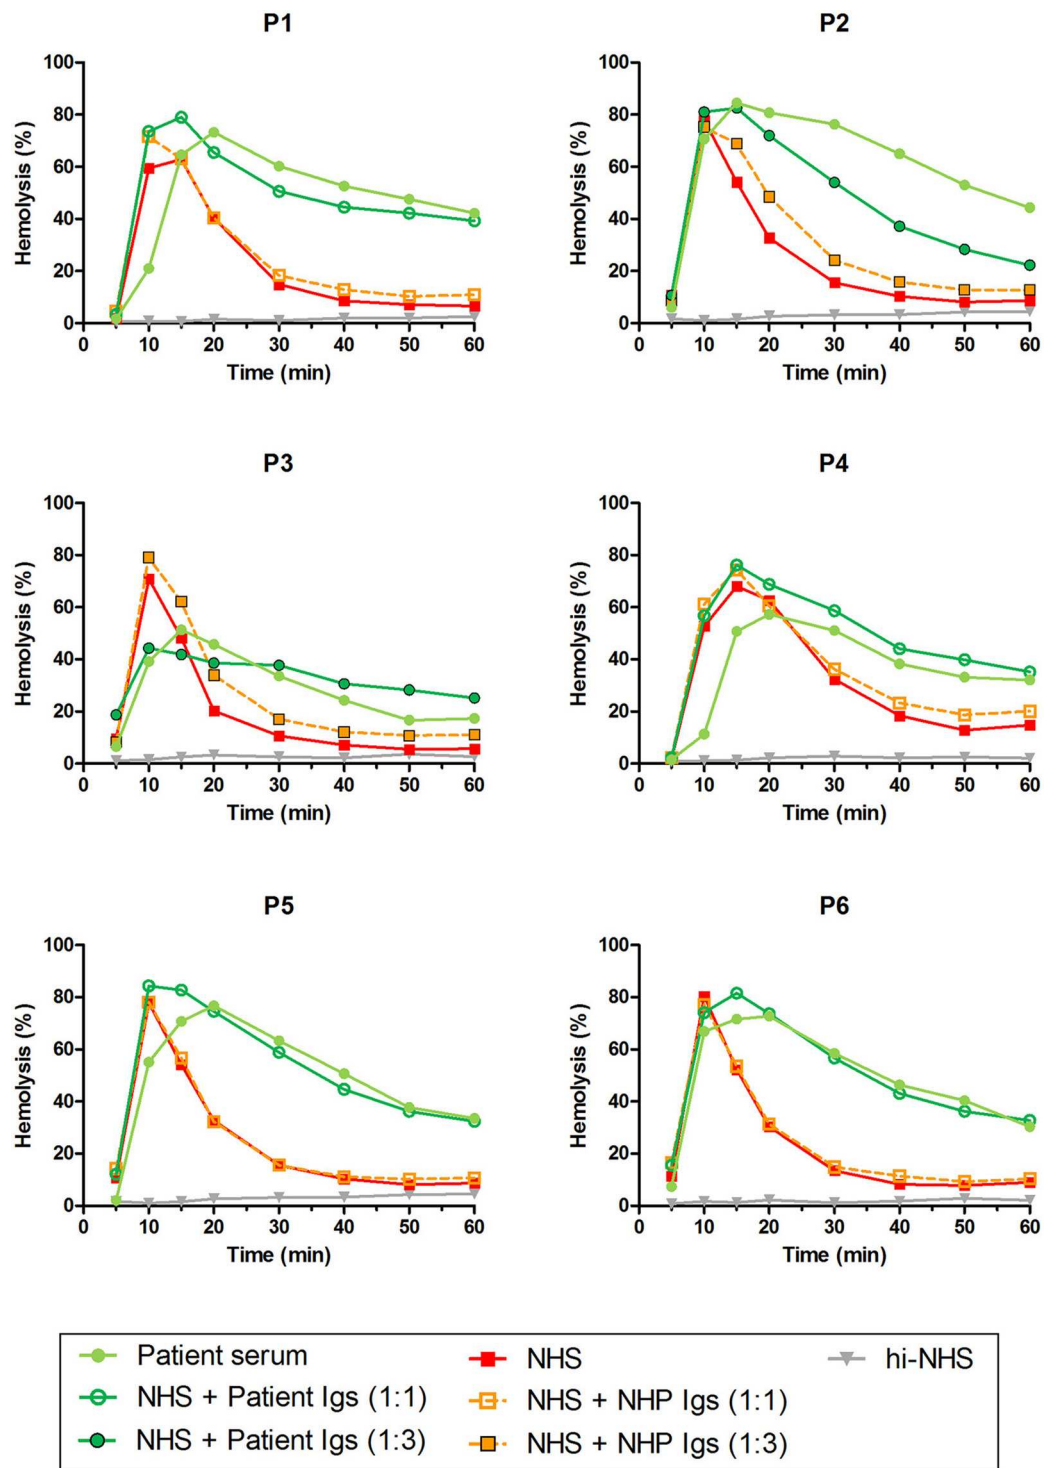 P1
100
80
60
40
20
0
Hemolysis (%)
0 10 20 30 40 50 60
Time (min)
P2
100
80
60
40
20
0
Hemolysis (%)
0 10 20 30 40 50 60
Time (min)
P3
100
80
60
40
20
0
Hemolysis (%)
0 10 20 30 40 50 60
Time (min)
P4
100
80
60
40
20
0
Hemolysis (%)
0 10 20 30 40 50 60
Time (min)
P5
100
80
60
40
20
0
Hemolysis (%)
0 10 20 30 40 50 60
Time (min)
P6
100
80
60
40
20
0
Hemolysis (%)
0 10 20 30 40 50 60
Time (min)
Patient serum
NHS + Patient Igs (1:1)
NHS + Patient Igs (1:3)
NHS
NHS + NHP Igs (1:1)
NHS + NHP Igs (1:3)
hi-NHS